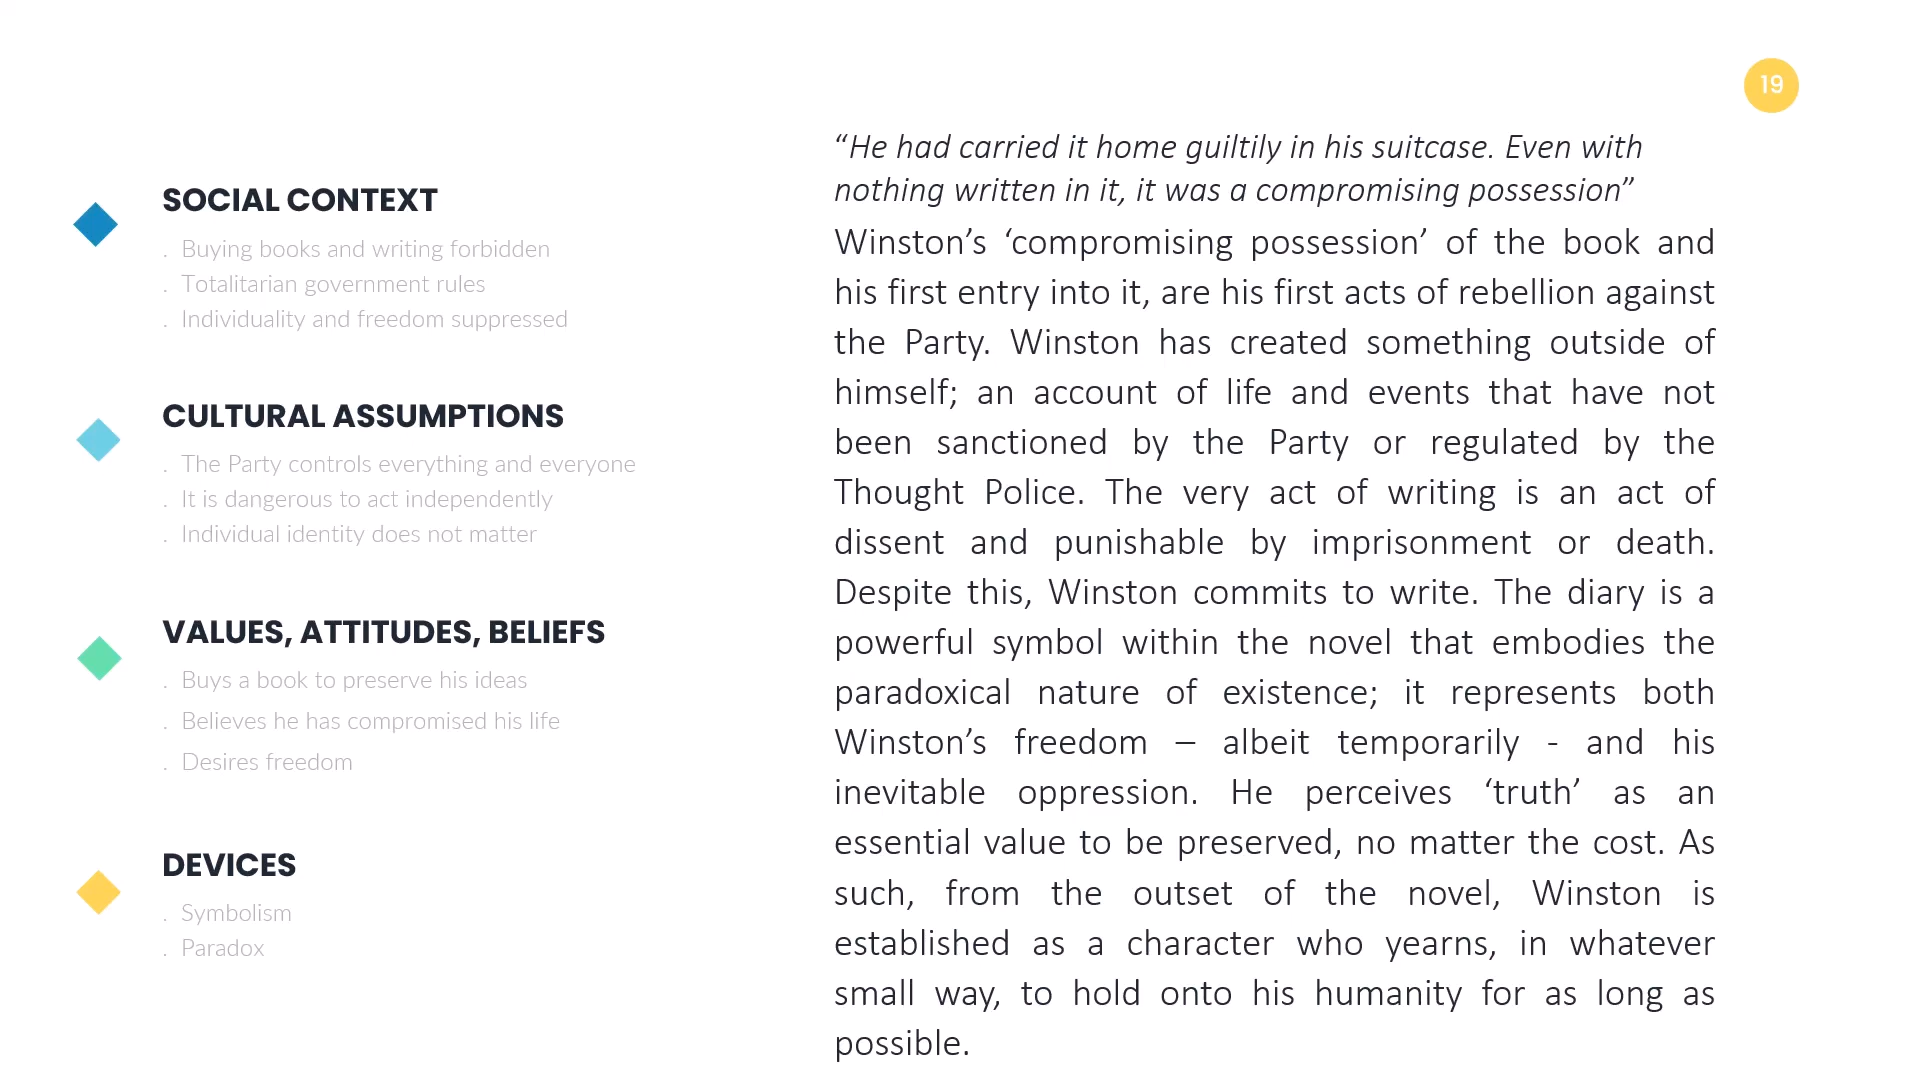 19
SOCIAL CONTEXT
. Buying books and writing forbidden
. Totalitarian government rules
. Individuality and freedom suppressed
CULTURAL ASSUMPTIONS
. The Party controls everything and everyone
. It is dangerous to act independently
. Individual identity does not matter
VALUES, ATTITUDES, BELIEFS
. Buys a book to preserve his ideas
. Believes he has compromised his life
. Desires freedom
DEVICES
. Symbolism
. Paradox
“He had carried it home guiltily in his suitcase. Even with
nothing written in it, it was a compromising possession”
Winston’s ‘compromising possession’ of the book and
his first entry into it, are his first acts of rebellion against
the Party. Winston has created something outside of
himself; an account of life and events that have not
been sanctioned by the Party or regulated by the
Thought Police. The very act of writing is an act of
dissent and punishable by imprisonment or death.
Despite this, Winston commits to write. The diary is a
powerful symbol within the novel that embodies the
paradoxical nature of existence; it represents both
Winston’s freedom – albeit temporarily - and his
inevitable oppression. He perceives ‘truth’ as an
essential value to be preserved, no matter the cost. As
such, from the outset of the novel, Winston is
established as a character who yearns, in whatever
small way, to hold onto his humanity for as long as
possible.